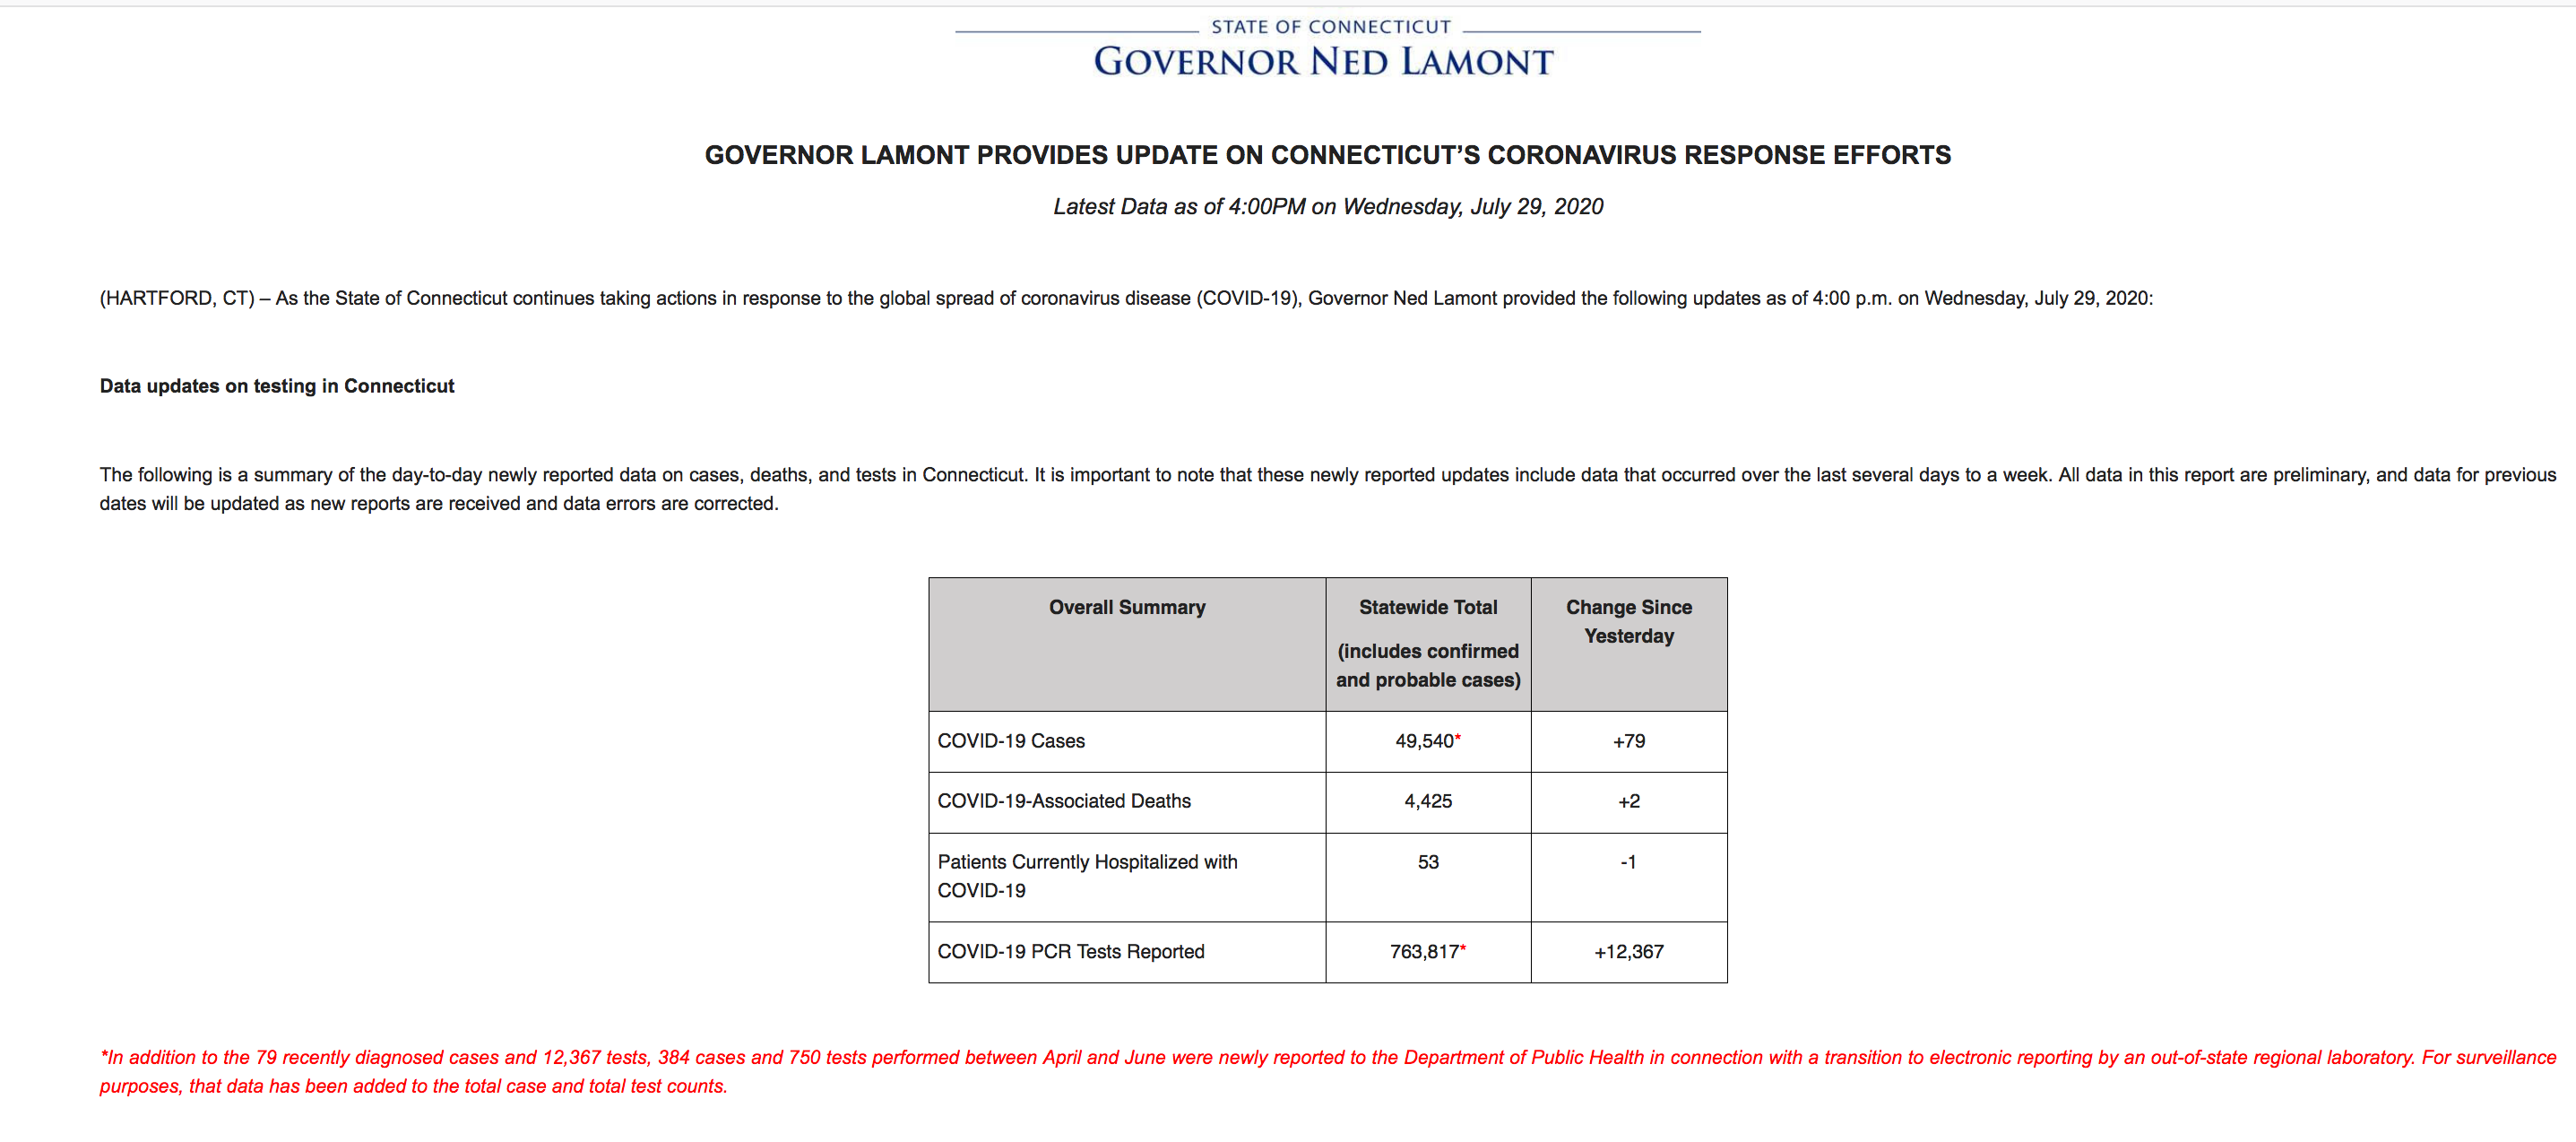 STATE OF CONNECTICUT
GOVERNOR NED LAMONT
GOVERNOR LAMONT PROVIDES UPDATE ON CONNECTICUT’S CORONAVIRUS RESPONSE EFFORTS
Latest Data as of 4:00PM on Wednesday, July 29, 2020
(HARTFORD, CT) – As the State of Connecticut continues taking actions in response to the global spread of coronavirus disease (COVID-19), Governor Ned Lamont provided the following updates as of 4:00 p.m. on Wednesday, July 29, 2020:
Data updates on testing in Connecticut
The following is a summary of the day-to-day newly reported data on cases, deaths, and tests in Connecticut. It is important to note that these newly reported updates include data that occurred over the last several days to a week. All data in this report are preliminary, and data for previous
dates will be updated as new reports are received and data errors are corrected.
Overall Summary
Statewide Total
(includes confirmed
and probable cases)
Change Since
Yesterday
COVID-19 Cases
49,540*
+79
COVID-19-Associated Deaths
4,425
+2
Patients Currently Hospitalized with
COVID-19
53
-1
COVID-19 PCR Tests Reported
763,817*
+12,367
*In addition to the 79 recently diagnosed cases and 12,367 tests, 384 cases and 750 tests performed between April and June were newly reported to the Department of Public Health in connection with a transition to electronic reporting by an out-of-state regional laboratory. For surveillance
purposes, that data has been added to the total case and total test counts.